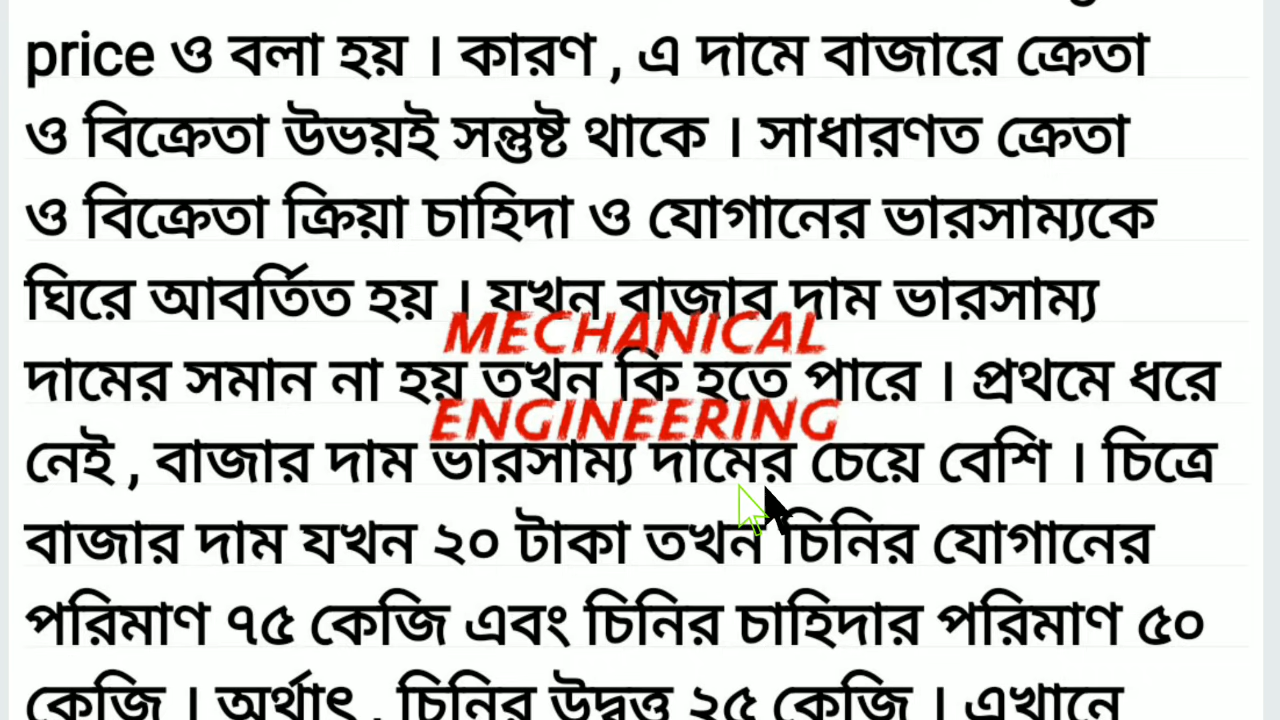 price ও বলা হয় । কারণ , এ দামে বাজারে ক্রেতা
ও বিক্রেতা উভয়ই সন্তুষ্ট থাকে । সাধারণত ক্রেতা
ও বিক্রেতা ক্রিয়া চাহিদা ও যোগানের ভারসাম্যকে
ঘিরে আবর্তিত হয় । যখন বাজার দাম ভারসাম্য
MECHANICAL
দামের সমান না হয় তখন কি হতে পারে । প্রথমে ধরে
ENGINEERING
নেই , বাজার দাম ভারসাম্য দামের চেয়ে বেশি । চিত্রে
বাজার দাম যখন ২০ টাকা তখন চিনির যোগানের
পরিমাণ ৭৫ কেজি এবং চিনির চাহিদার পরিমাণ ৫০
কেজি । অর্থাৎ , চিনির উদ্বৃত্ত ২৫ কেজি । এখানে